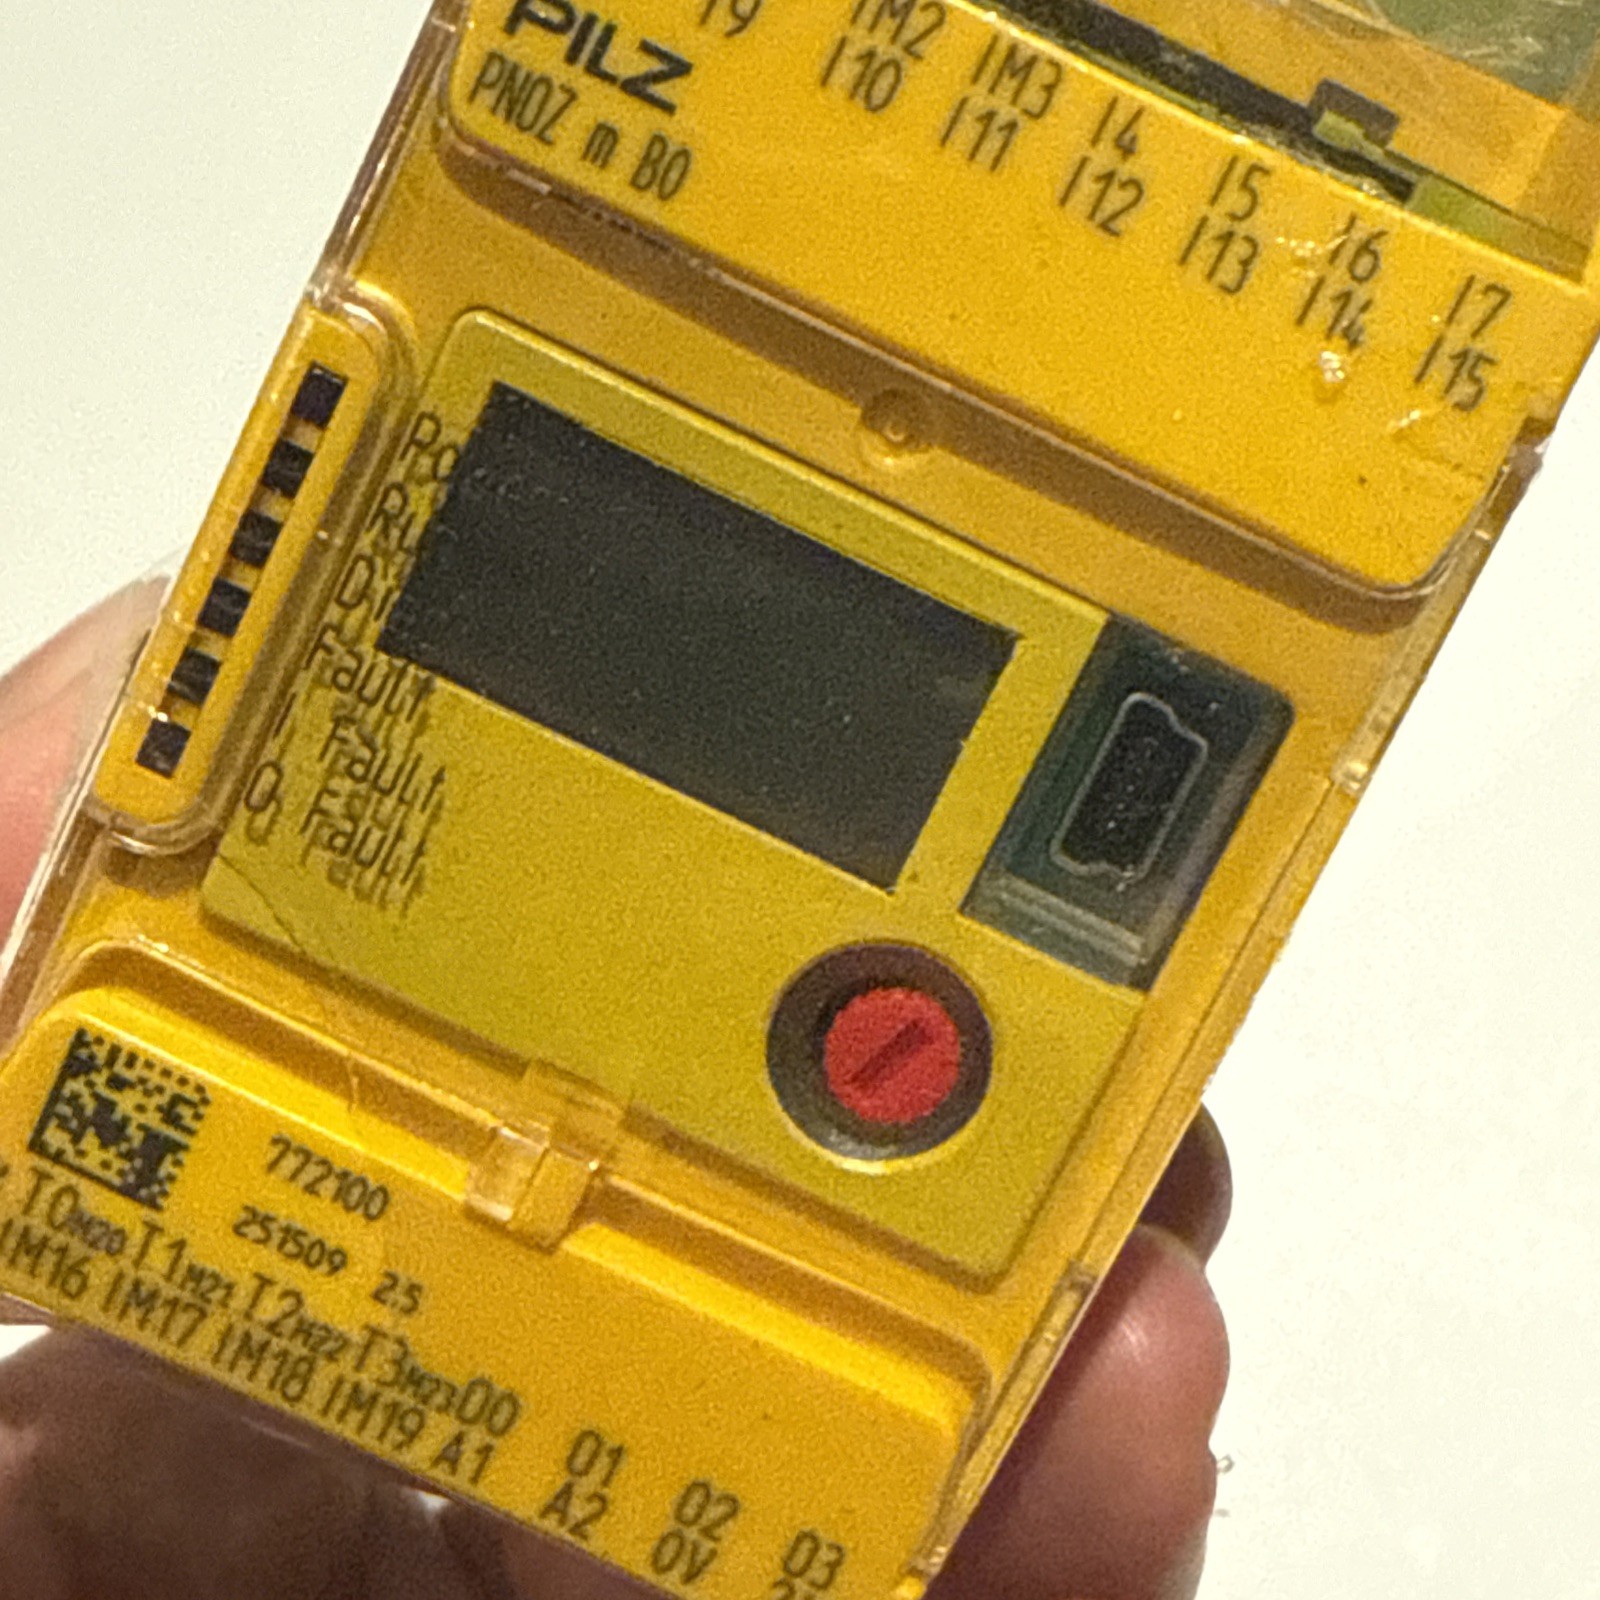 PILZ
PNOZ m B0
I9 IM2 IM3 I4 I5 I6 I7
I10 I11 I12 I13 I14 I15
Fault
I Fault
O Fault
772100
251509 2.5
T0M20 T1M21 T2M22 T3M23 O0 O1 O2 O3
IM16 IM17 IM18 IM19 A1 A2 0V